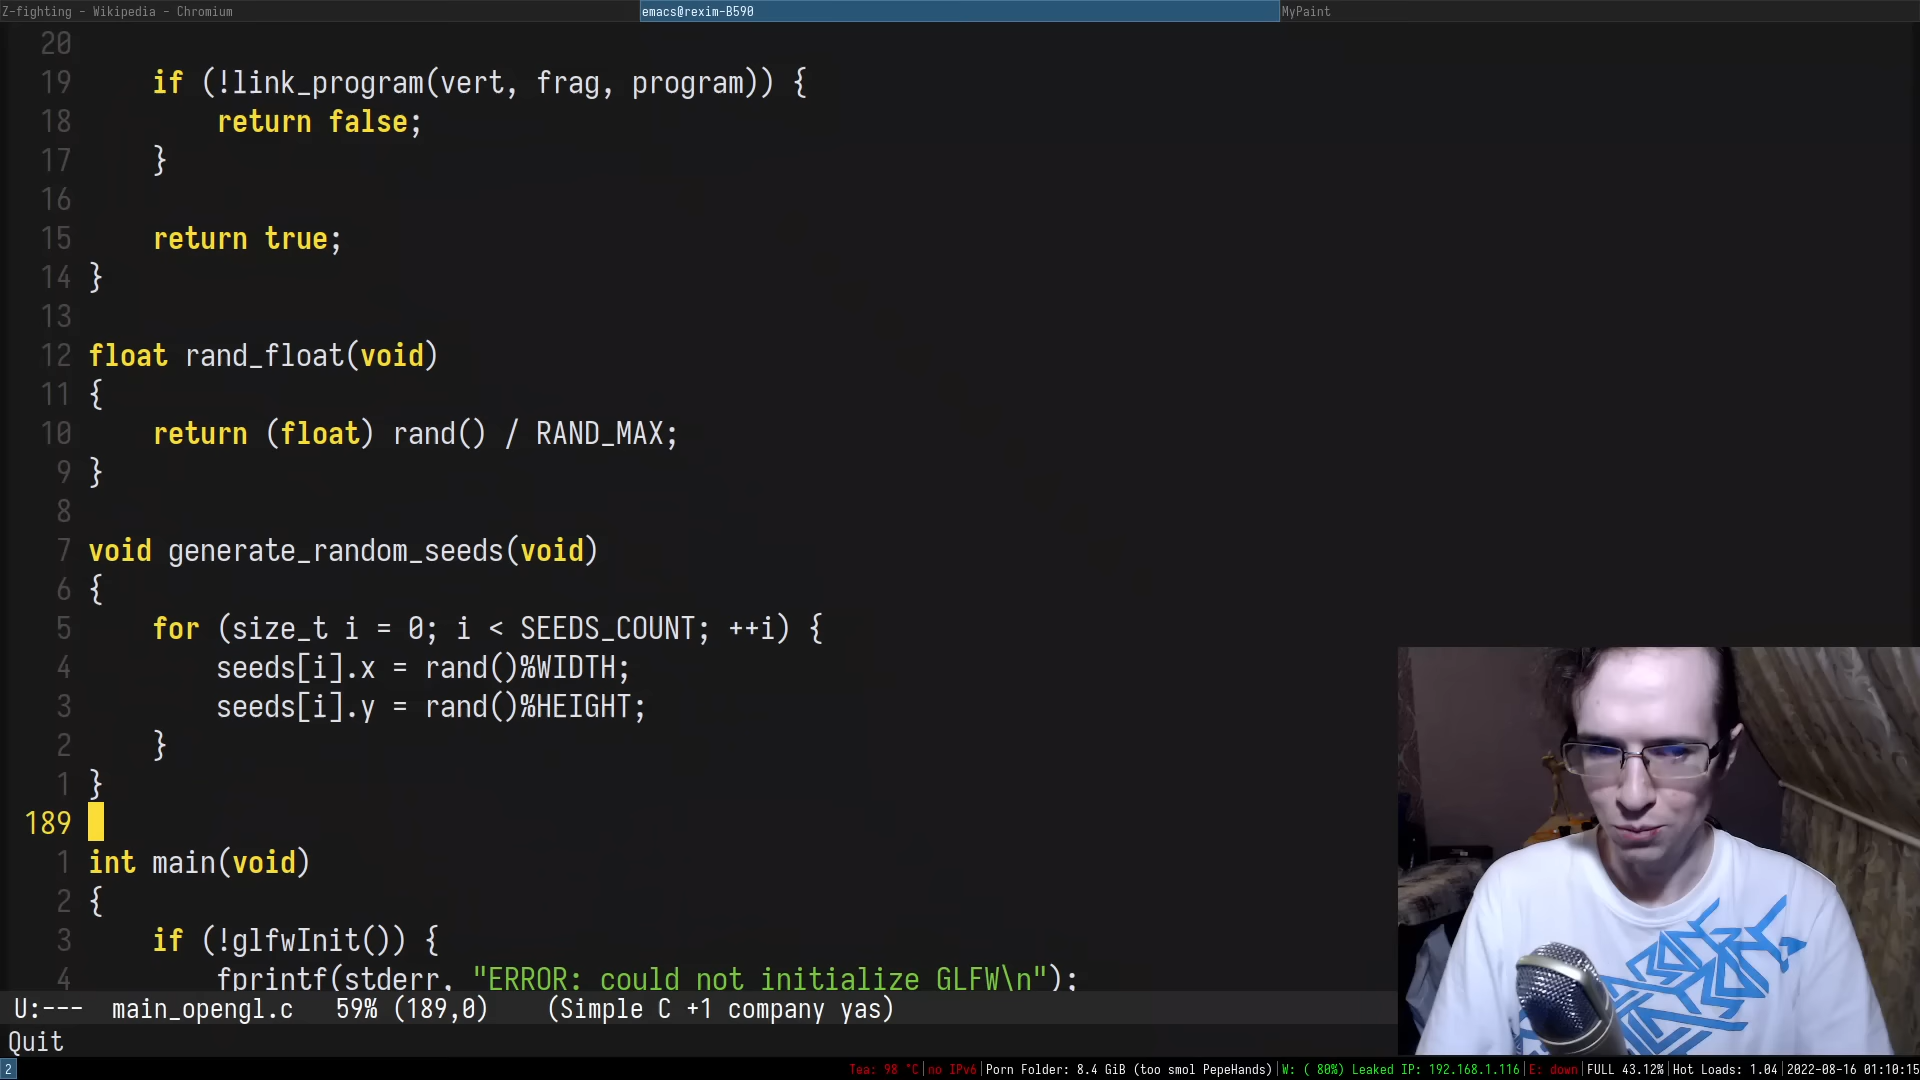 Z-fighting - Wikipedia - Chromium emacs@rexim-B590 MyPaint
20
19 if (!link_program(vert, frag, program)) {
18 return false;
17 }
16
15 return true;
14 }
13
12 float rand_float(void)
11 {
10 return (float) rand() / RAND_MAX;
9 }
8
7 void generate_random_seeds(void)
6 {
5 for (size_t i = 0; i < SEEDS_COUNT; ++i) {
4 seeds[i].x = rand()%WIDTH;
3 seeds[i].y = rand()%HEIGHT;
2 }
1 }
189
1 int main(void)
2 {
3 if (!glfwInit()) {
4 fprintf(stderr, "ERROR: could not initialize GLFW\n");
U:--- main_opengl.c 59% (189,0) (Simple C +1 company yas)
Quit
2 Tea: 98 °C|no IPv6|Porn Folder: 8.4 GiB (too smol PepeHands)|W: ( 80%) Leaked IP: 192.168.1.116|E: down|FULL 43.12%|Hot Loads: 1.04|2022-08-16 01:10:15